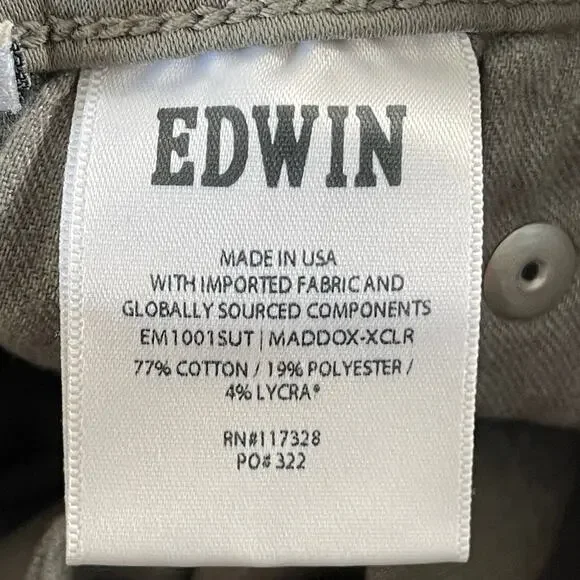 EDWIN
MADE IN USA
WITH IMPORTED FABRIC AND
GLOBALLY SOURCED COMPONENTS
EM1001SUT | MADDOX-XCLR
77% COTTON / 19% POLYESTER /
4% LYCRA®
RN#117328
PO#322